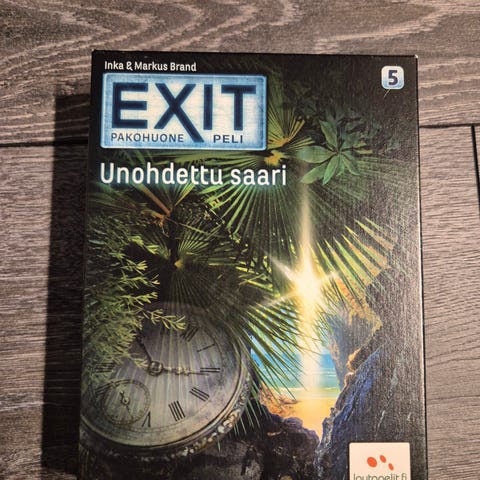 Inka & Markus Brand
5
EXIT
PAKOHUONE PELI
Unohdettu saari
lautapelit.fi